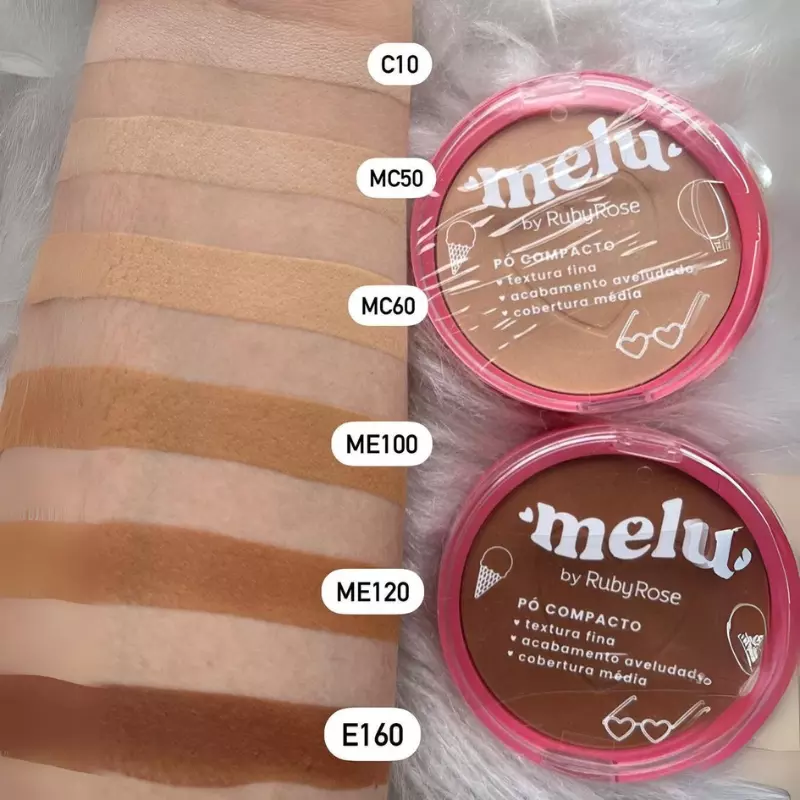 C10
MC50
MC60
ME100
ME120
E160
melu
by RubyRose
PÓ COMPACTO
♥ textura fina
♥ acabamento aveludado
♥ cobertura média
melu
by RubyRose
PÓ COMPACTO
♥ textura fina
♥ acabamento aveludado
♥ cobertura média